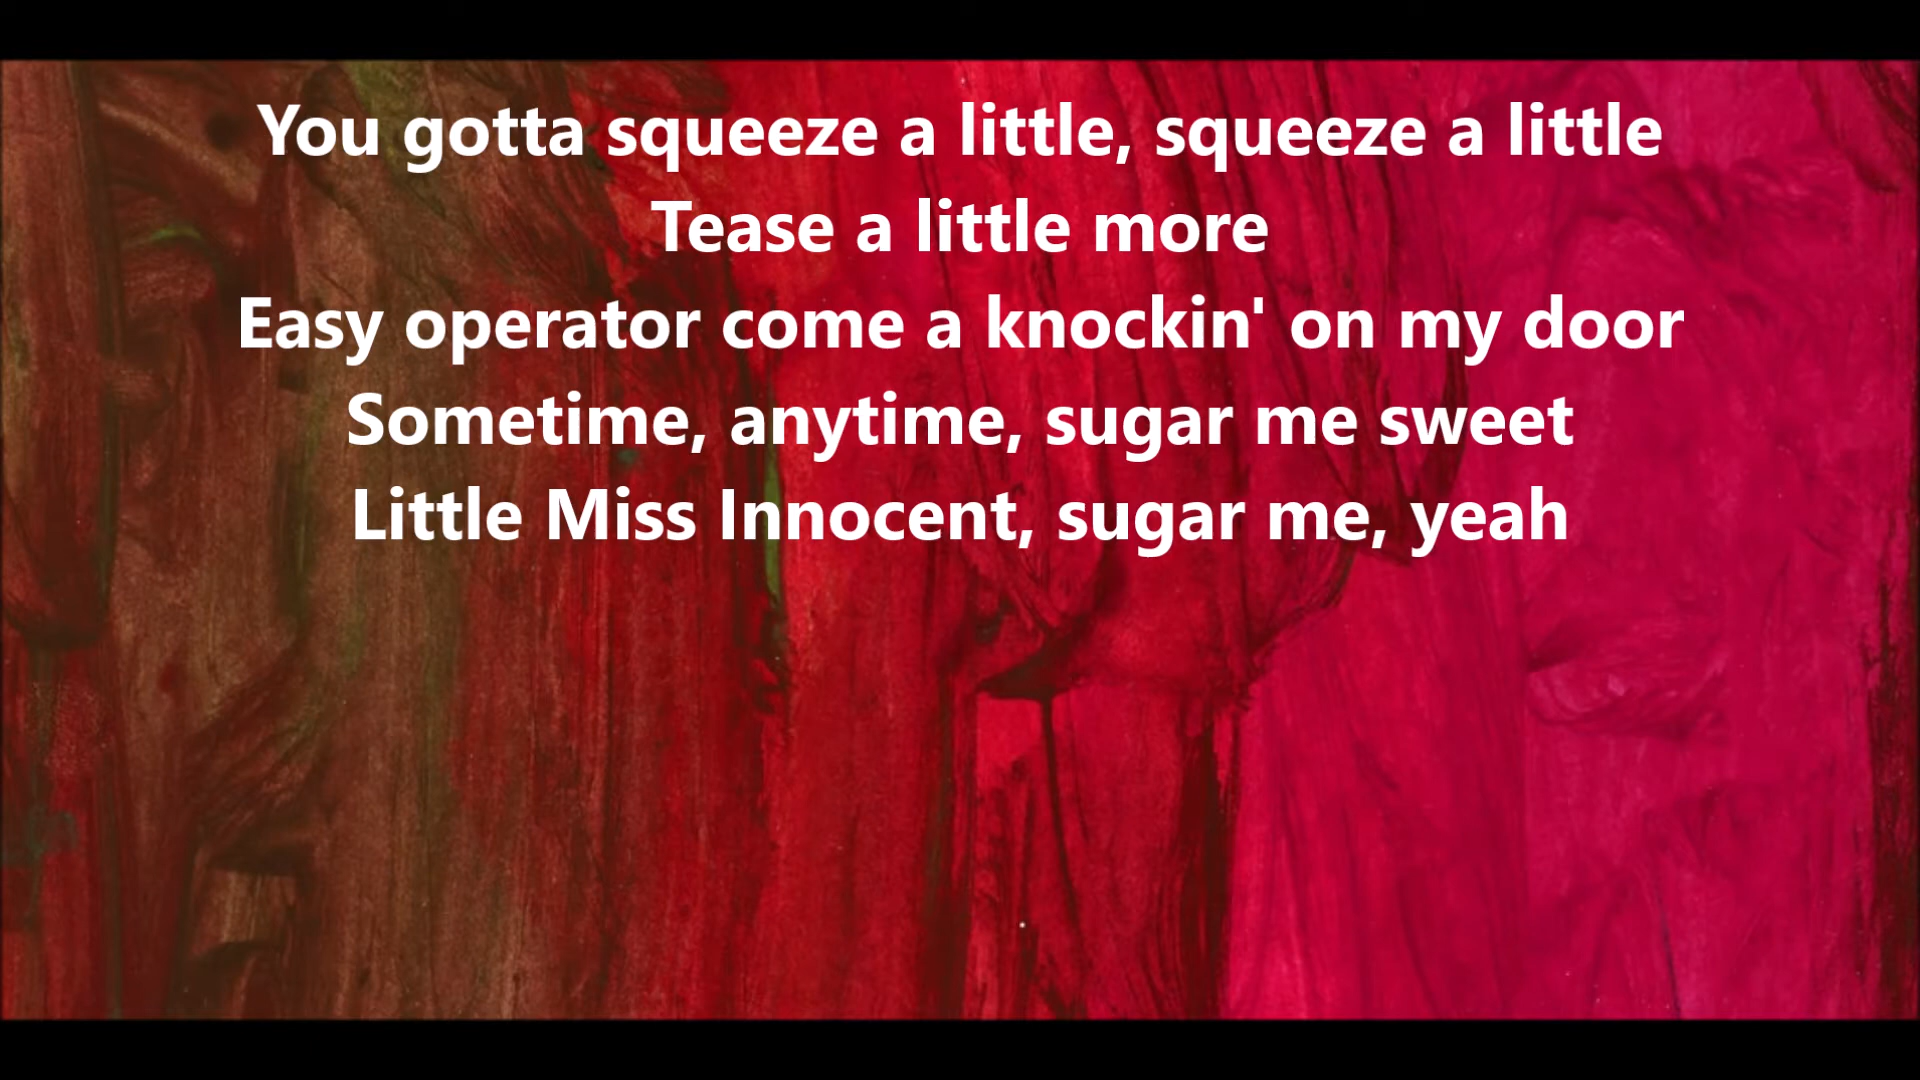 You gotta squeeze a little, squeeze a little
Tease a little more
Easy operator come a knockin' on my door
Sometime, anytime, sugar me sweet
Little Miss Innocent, sugar me, yeah